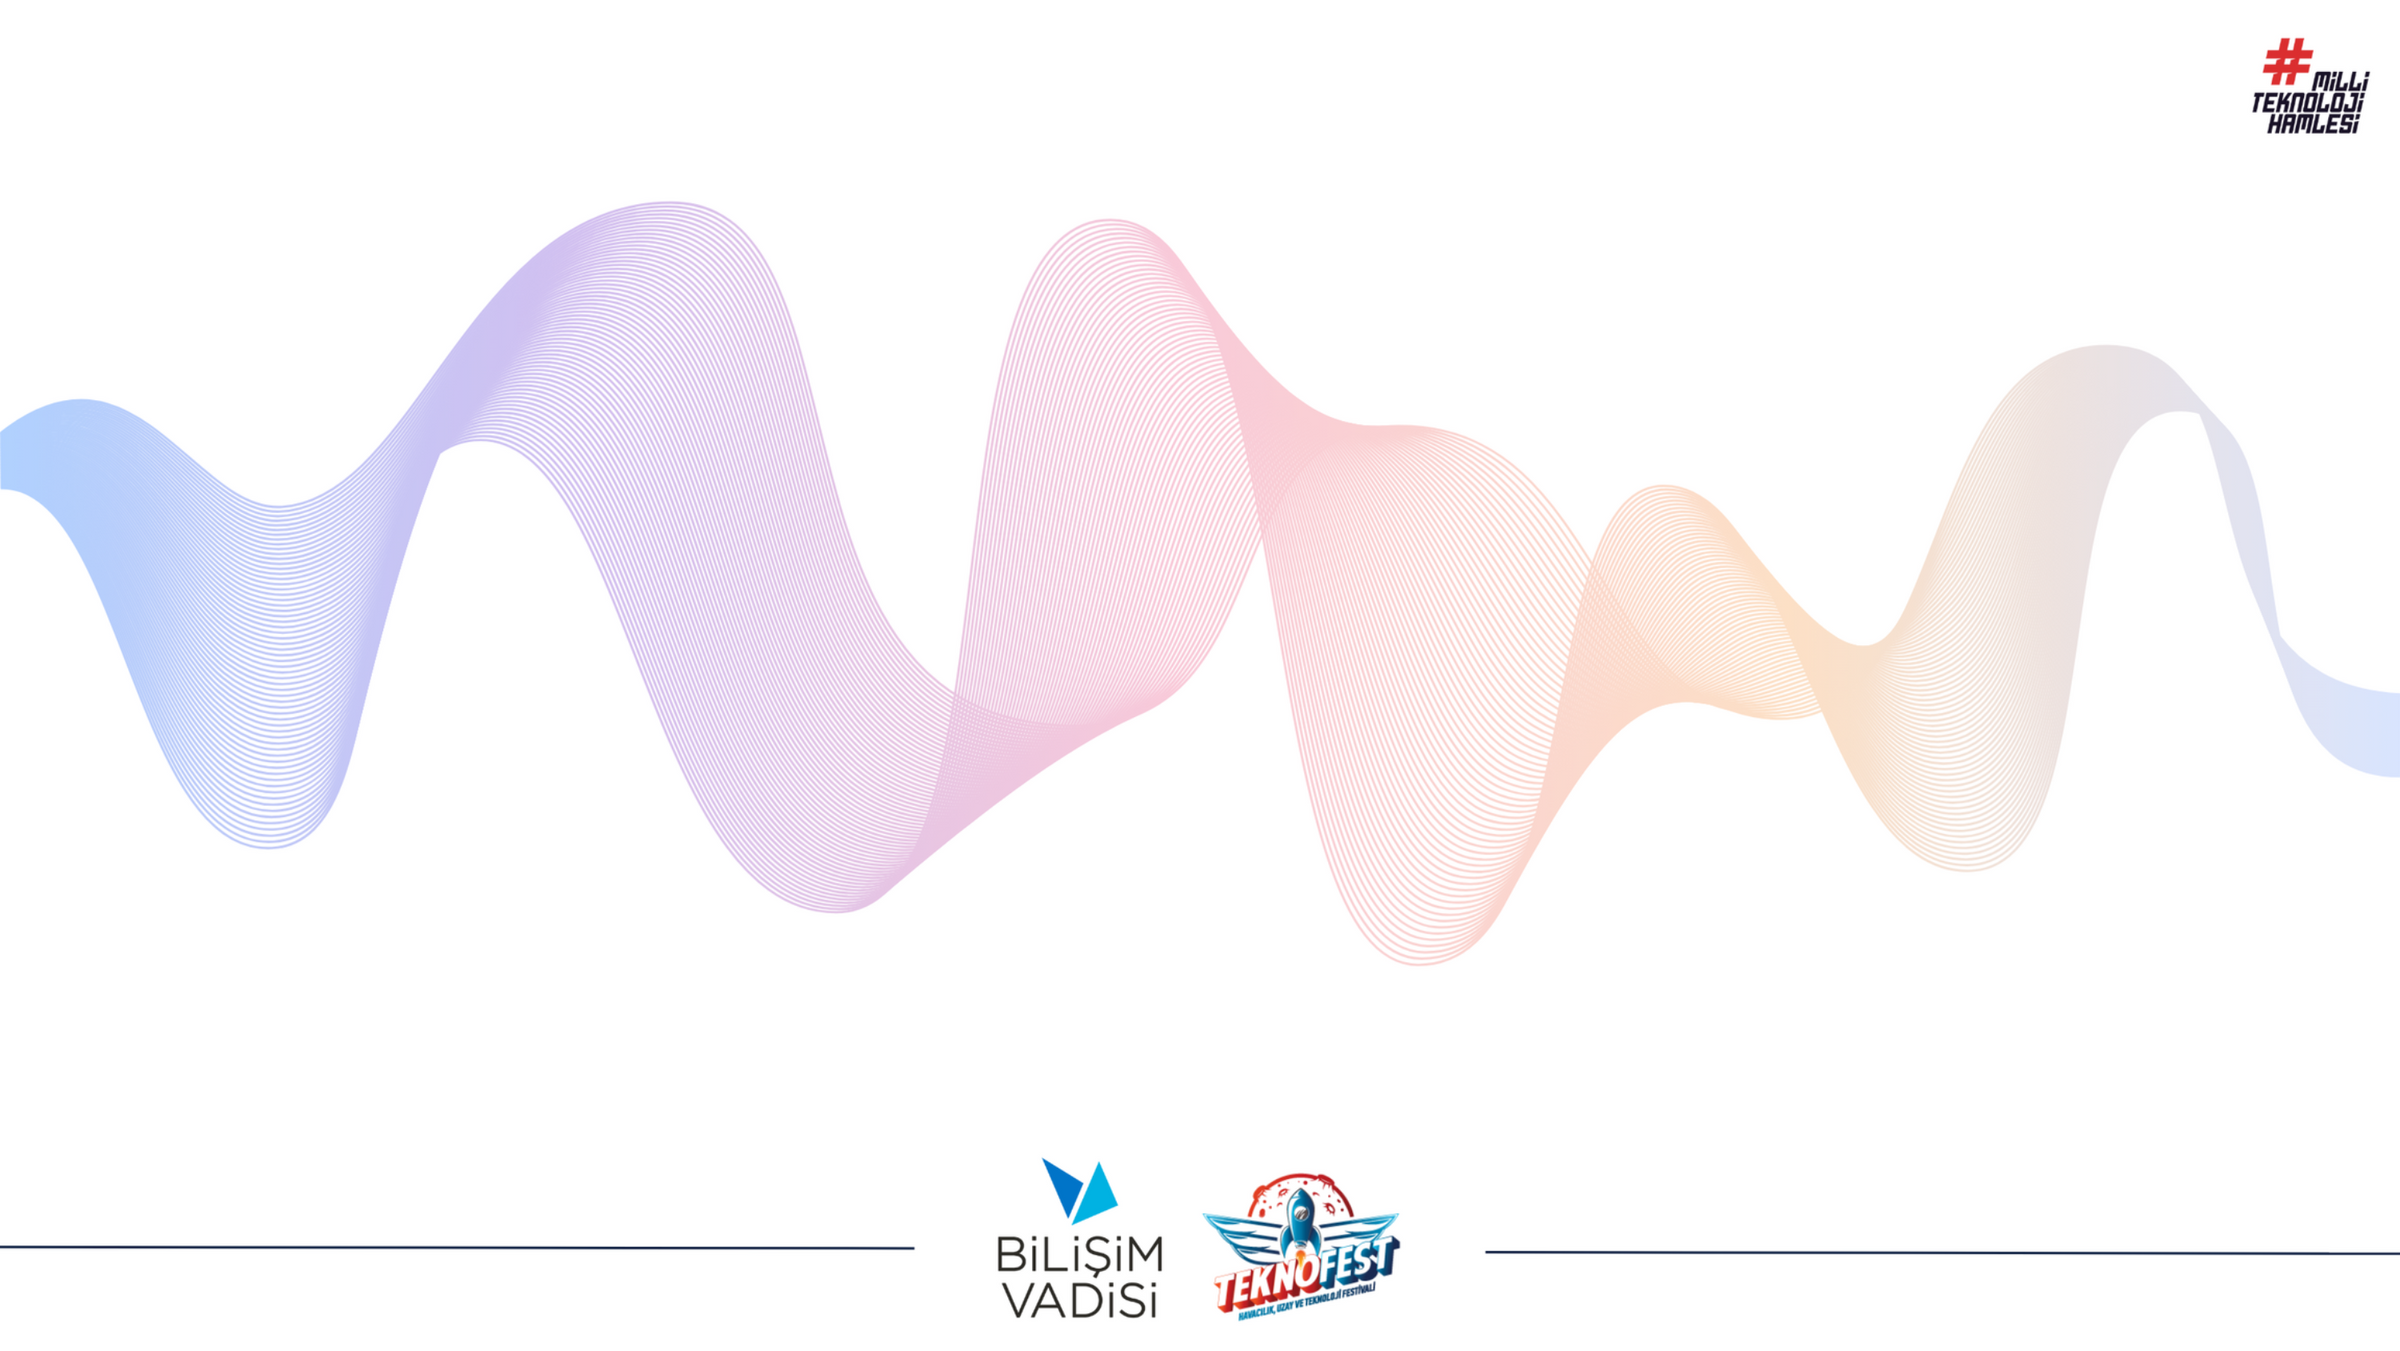 #MiLLi
TEKNOLOJi
HAMLESi
BiLiŞiM
VADiSi
TEKNOFEST
HAVACILIK, UZAY VE TEKNOLOJİ FESTİVALİ